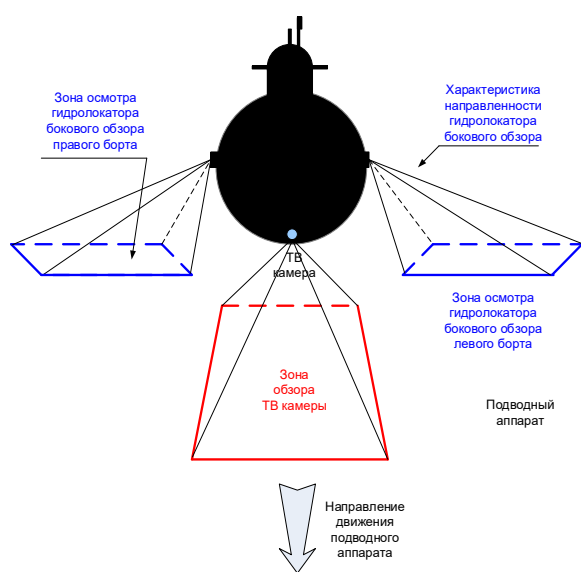 Зона осмотра
гидролокатора
бокового обзора
правого борта
Характеристика
направленности
гидролокатора
бокового обзора
ТВ
камера
Зона осмотра
гидролокатора
бокового обзора
левого борта
Зона
обзора
ТВ камеры
Подводный
аппарат
Направление
движения
подводного
аппарата